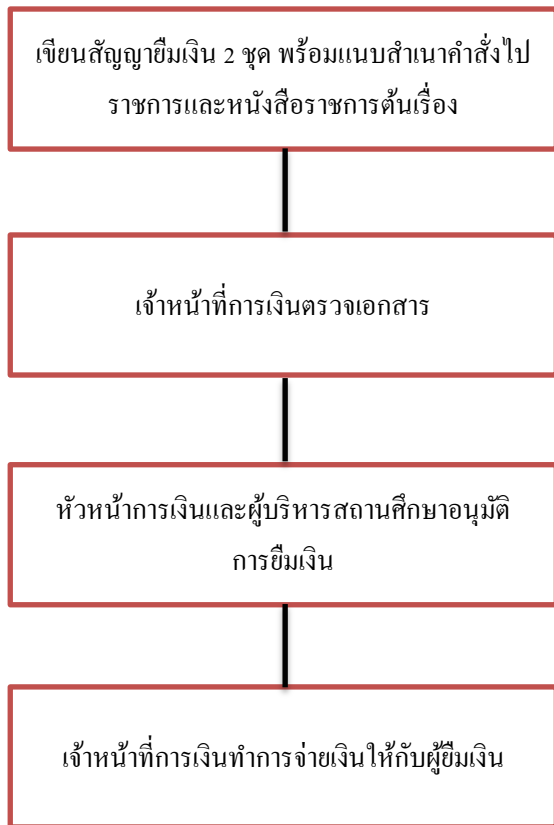 เขียนสัญญายืมเงิน 2 ชุด พร้อมแนบสำเนาคำสั่งไป
ราชการและหนังสือราชการต้นเรื่อง
เจ้าหน้าที่การเงินตรวจเอกสาร
หัวหน้าการเงินและผู้บริหารสถานศึกษาอนุมัติ
การยืมเงิน
เจ้าหน้าที่การเงินทำการจ่ายเงินให้กับผู้ยืมเงิน